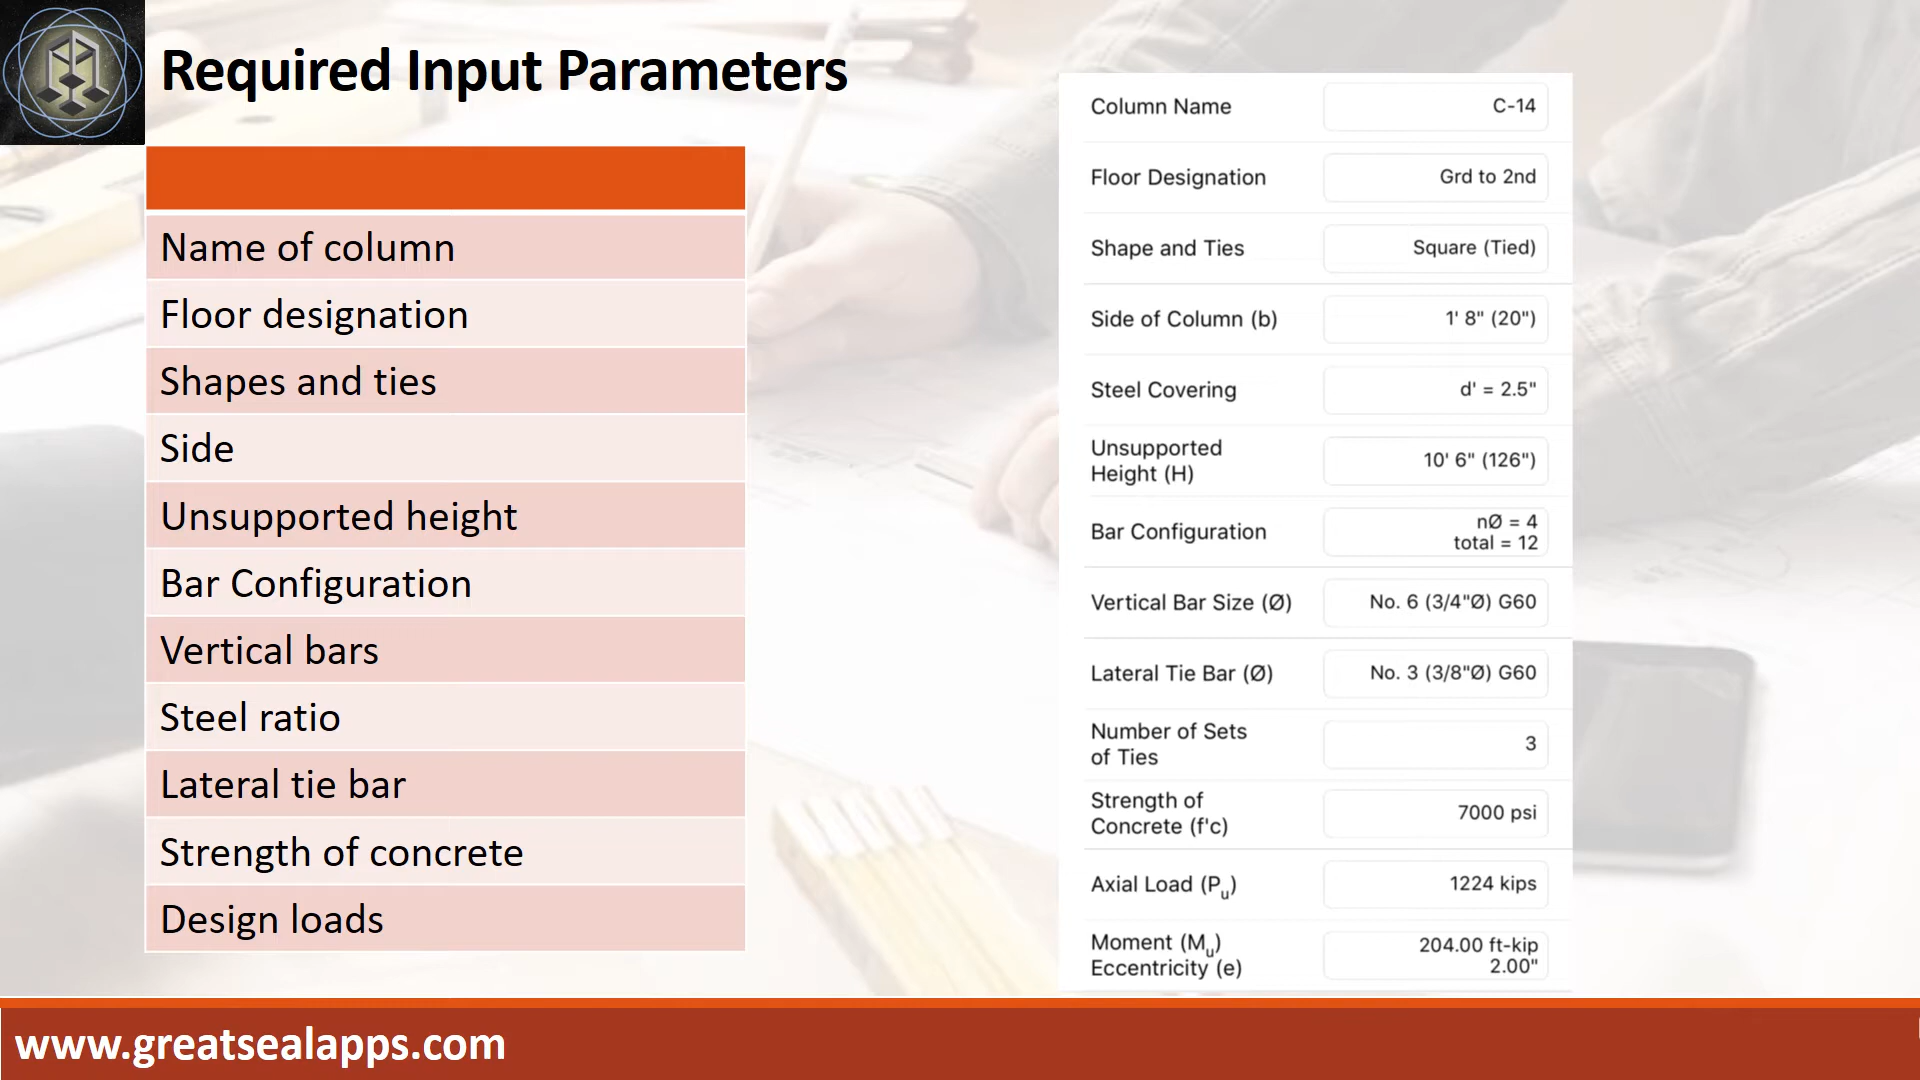 Required Input Parameters
Name of column
Floor designation
Shapes and ties
Side
Unsupported height
Bar Configuration
Vertical bars
Steel ratio
Lateral tie bar
Strength of concrete
Design loads
Column Name
C-14
Floor Designation
Grd to 2nd
Shape and Ties
Square (Tied)
Side of Column (b)
1' 8" (20")
Steel Covering
d' = 2.5"
Unsupported
Height (H)
10' 6" (126")
Bar Configuration
nØ = 4
total = 12
Vertical Bar Size (Ø)
No. 6 (3/4"Ø) G60
Lateral Tie Bar (Ø)
No. 3 (3/8"Ø) G60
Number of Sets
of Ties
3
Strength of
Concrete (f'c)
7000 psi
Axial Load (Pu)
1224 kips
Moment (Mu)
Eccentricity (e)
204.00 ft-kip
2.00"
www.greatsealapps.com